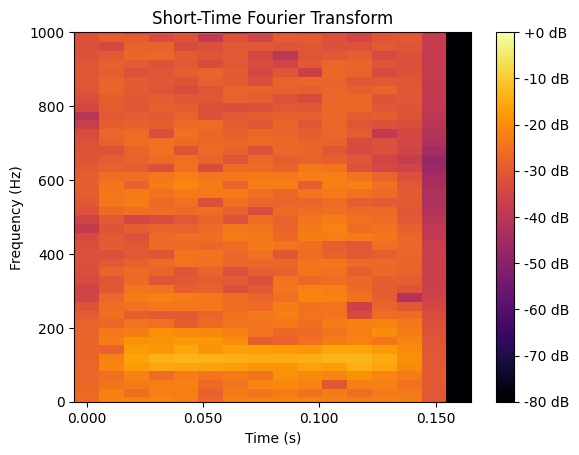 Short-Time Fourier Transform
1000
800
600
400
200
0
Frequency (Hz)
0.000
0.050
0.100
0.150
Time (s)
+0 dB
-10 dB
-20 dB
-30 dB
-40 dB
-50 dB
-60 dB
-70 dB
-80 dB